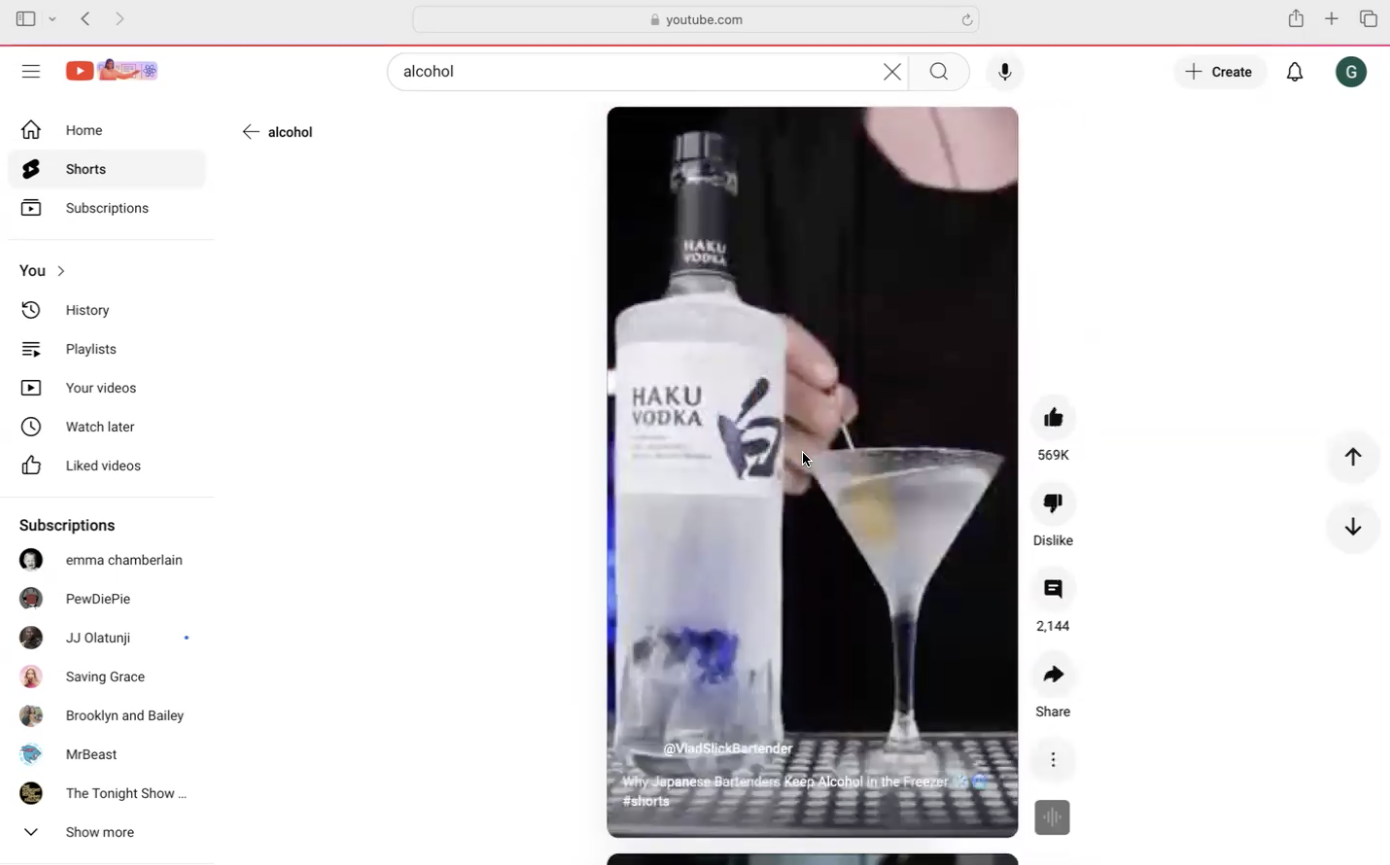 youtube.com
alcohol
Create
G
Home
Shorts
Subscriptions
You
History
Playlists
Your videos
Watch later
Liked videos
Subscriptions
emma chamberlain
PewDiePie
JJ Olatunji
Saving Grace
Brooklyn and Bailey
MrBeast
The Tonight Show ...
Show more
alcohol
HAKU
VODKA
HAKU
VODKA
白
@VladSlickBartender
Why Japanese Bartenders Keep Alcohol in the Freezer
#shorts
569K
Dislike
2,144
Share